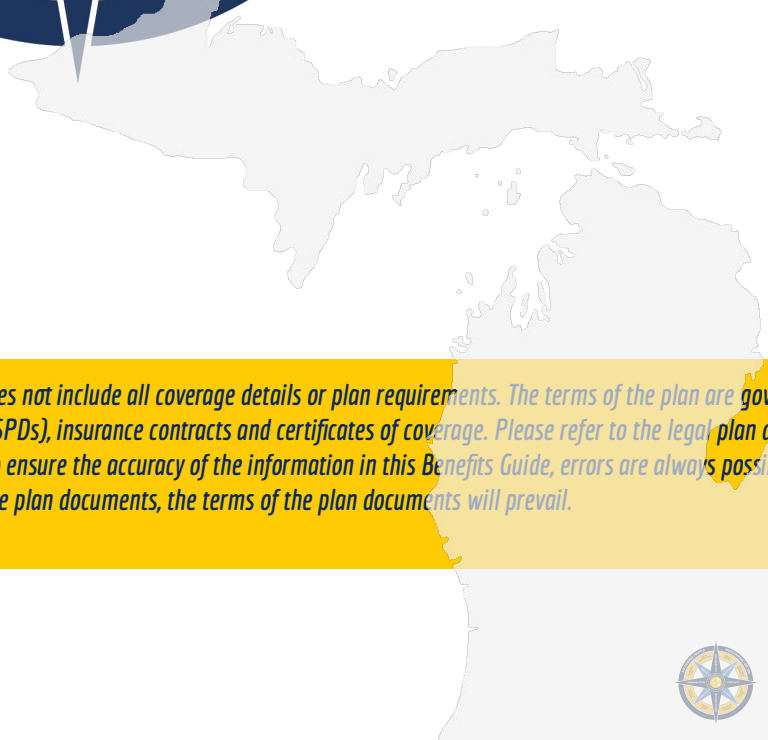 es not include all coverage details or plan requirements. The terms of the plan are gov
SPDs), insurance contracts and certificates of coverage. Please refer to the legal plan
ensure the accuracy of the information in this Benefits Guide, errors are always possi
e plan documents, the terms of the plan documents will prevail.